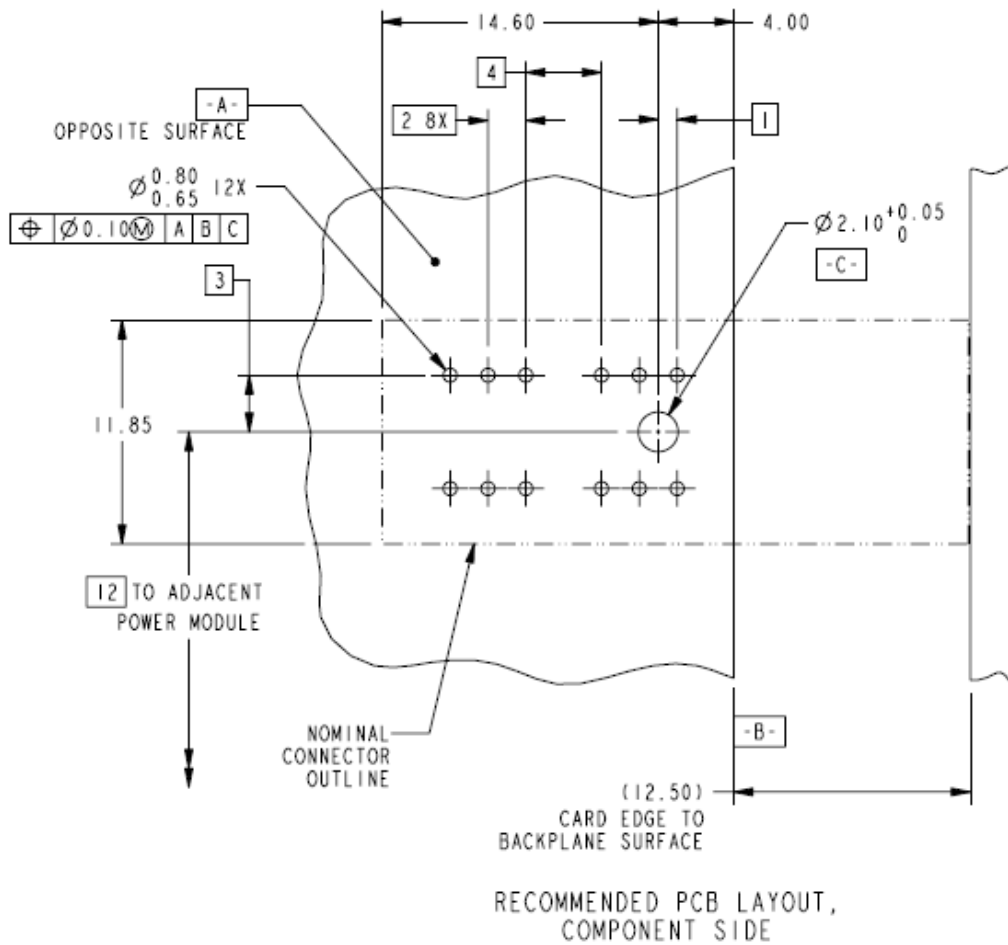 14.60
4.00
4
-A-
OPPOSITE SURFACE
2 8X
1
Ø 0.80 12X
0.65
⌖ Ø0.10Ⓜ A B C
Ø2.10 +0.05
0
-C-
3
11.85
12 TO ADJACENT
POWER MODULE
NOMINAL
CONNECTOR
OUTLINE
-B-
(12.50)
CARD EDGE TO
BACKPLANE SURFACE
RECOMMENDED PCB LAYOUT,
COMPONENT SIDE